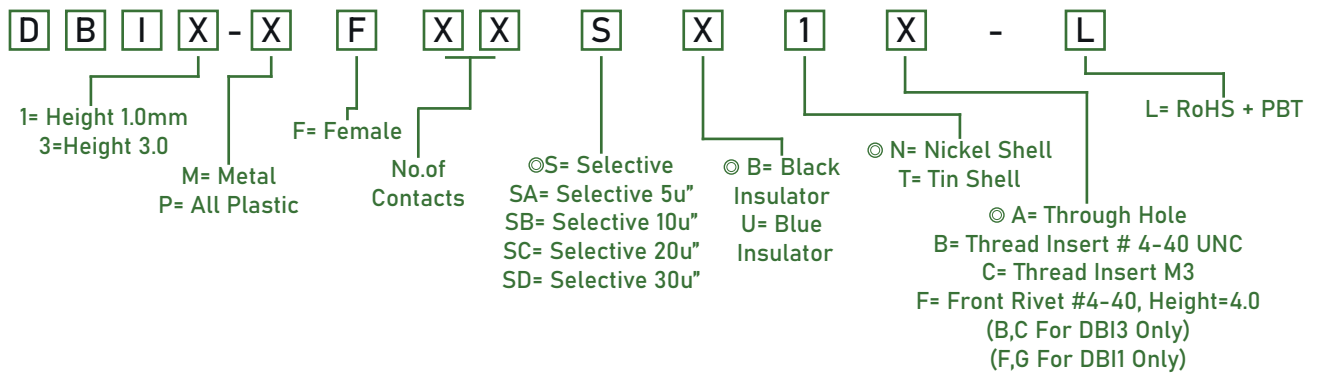 D B I X - X F X X S X 1 X - L
1= Height 1.0mm
3=Height 3.0
M= Metal
P= All Plastic
F= Female
No.of
Contacts
◎S= Selective
SA= Selective 5u”
SB= Selective 10u”
SC= Selective 20u”
SD= Selective 30u”
◎ B= Black
Insulator
U= Blue
Insulator
◎ N= Nickel Shell
T= Tin Shell
◎ A= Through Hole
B= Thread Insert # 4-40 UNC
C= Thread Insert M3
F= Front Rivet #4-40, Height=4.0
(B,C For DBI3 Only)
(F,G For DBI1 Only)
L= RoHS + PBT